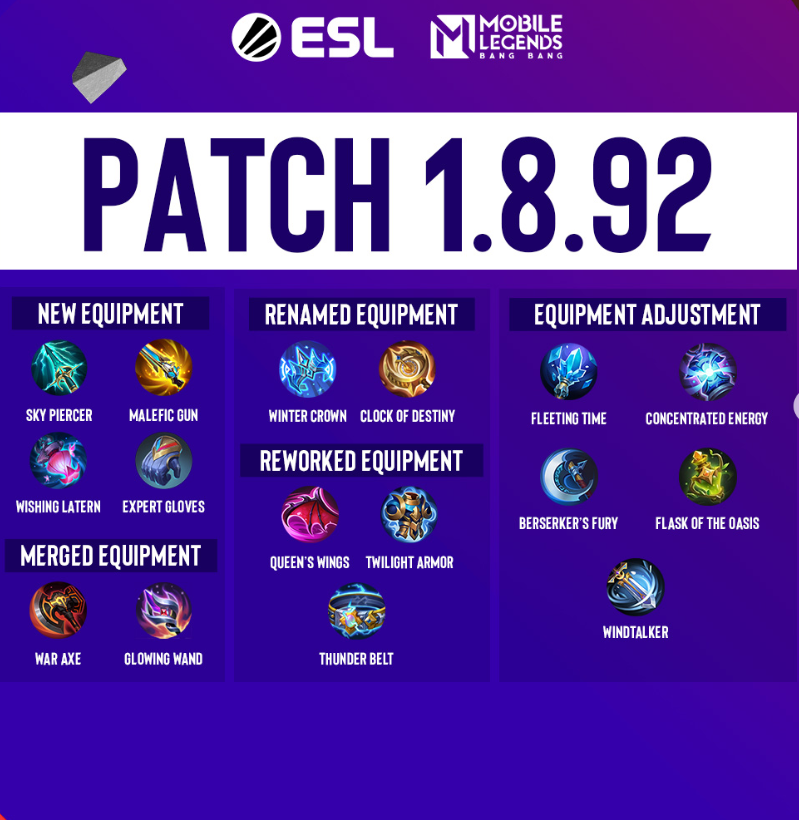 ESL
MOBILE
LEGENDS
BANG BANG
PATCH 1.8.92
NEW EQUIPMENT
SKY PIERCER
MALEFIC GUN
WISHING LATERN
EXPERT GLOVES
MERGED EQUIPMENT
WAR AXE
GLOWING WAND
RENAMED EQUIPMENT
WINTER CROWN
CLOCK OF DESTINY
REWORKED EQUIPMENT
QUEEN'S WINGS
TWILIGHT ARMOR
THUNDER BELT
EQUIPMENT ADJUSTMENT
FLEETING TIME
CONCENTRATED ENERGY
BERSERKER'S FURY
FLASK OF THE OASIS
WINDTALKER